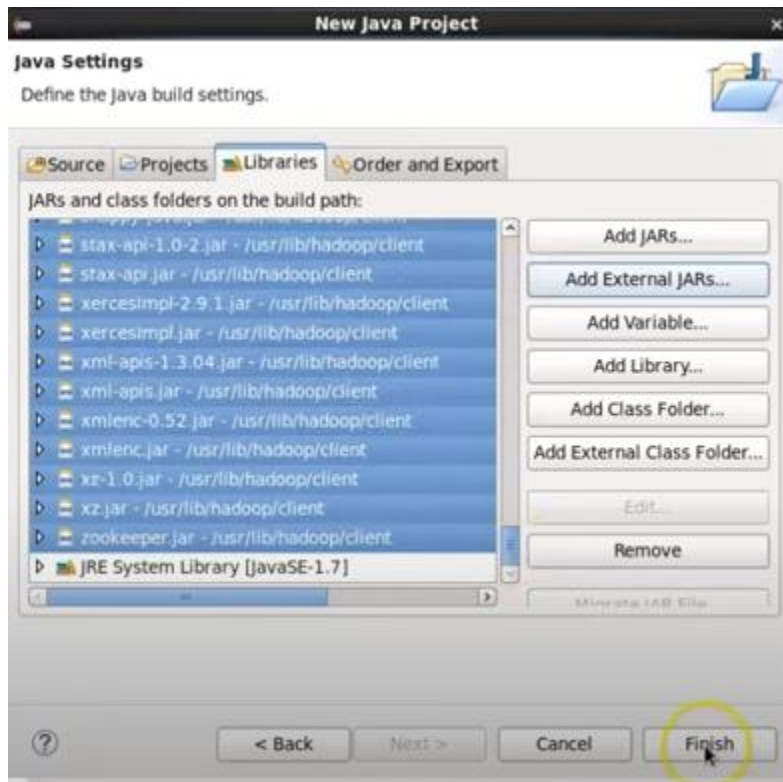 New Java Project
Java Settings
Define the Java build settings.
Source
Projects
Libraries
Order and Export
JARs and class folders on the build path:
stax-api-1.0-2.jar - /usr/lib/hadoop/client
stax-api.jar - /usr/lib/hadoop/client
xercesImpl-2.9.1.jar - /usr/lib/hadoop/client
xercesImpl.jar - /usr/lib/hadoop/client
xml-apis-1.3.04.jar - /usr/lib/hadoop/client
xml-apis.jar - /usr/lib/hadoop/client
xmlenc-0.52.jar - /usr/lib/hadoop/client
xmlenc.jar - /usr/lib/hadoop/client
xz-1.0.jar - /usr/lib/hadoop/client
xz.jar - /usr/lib/hadoop/client
zookeeper.jar - /usr/lib/hadoop/client
JRE System Library [JavaSE-1.7]
Add JARs...
Add External JARs...
Add Variable...
Add Library...
Add Class Folder...
Add External Class Folder...
Edit...
Remove
Migrate JAR File
< Back
Next >
Cancel
Finish